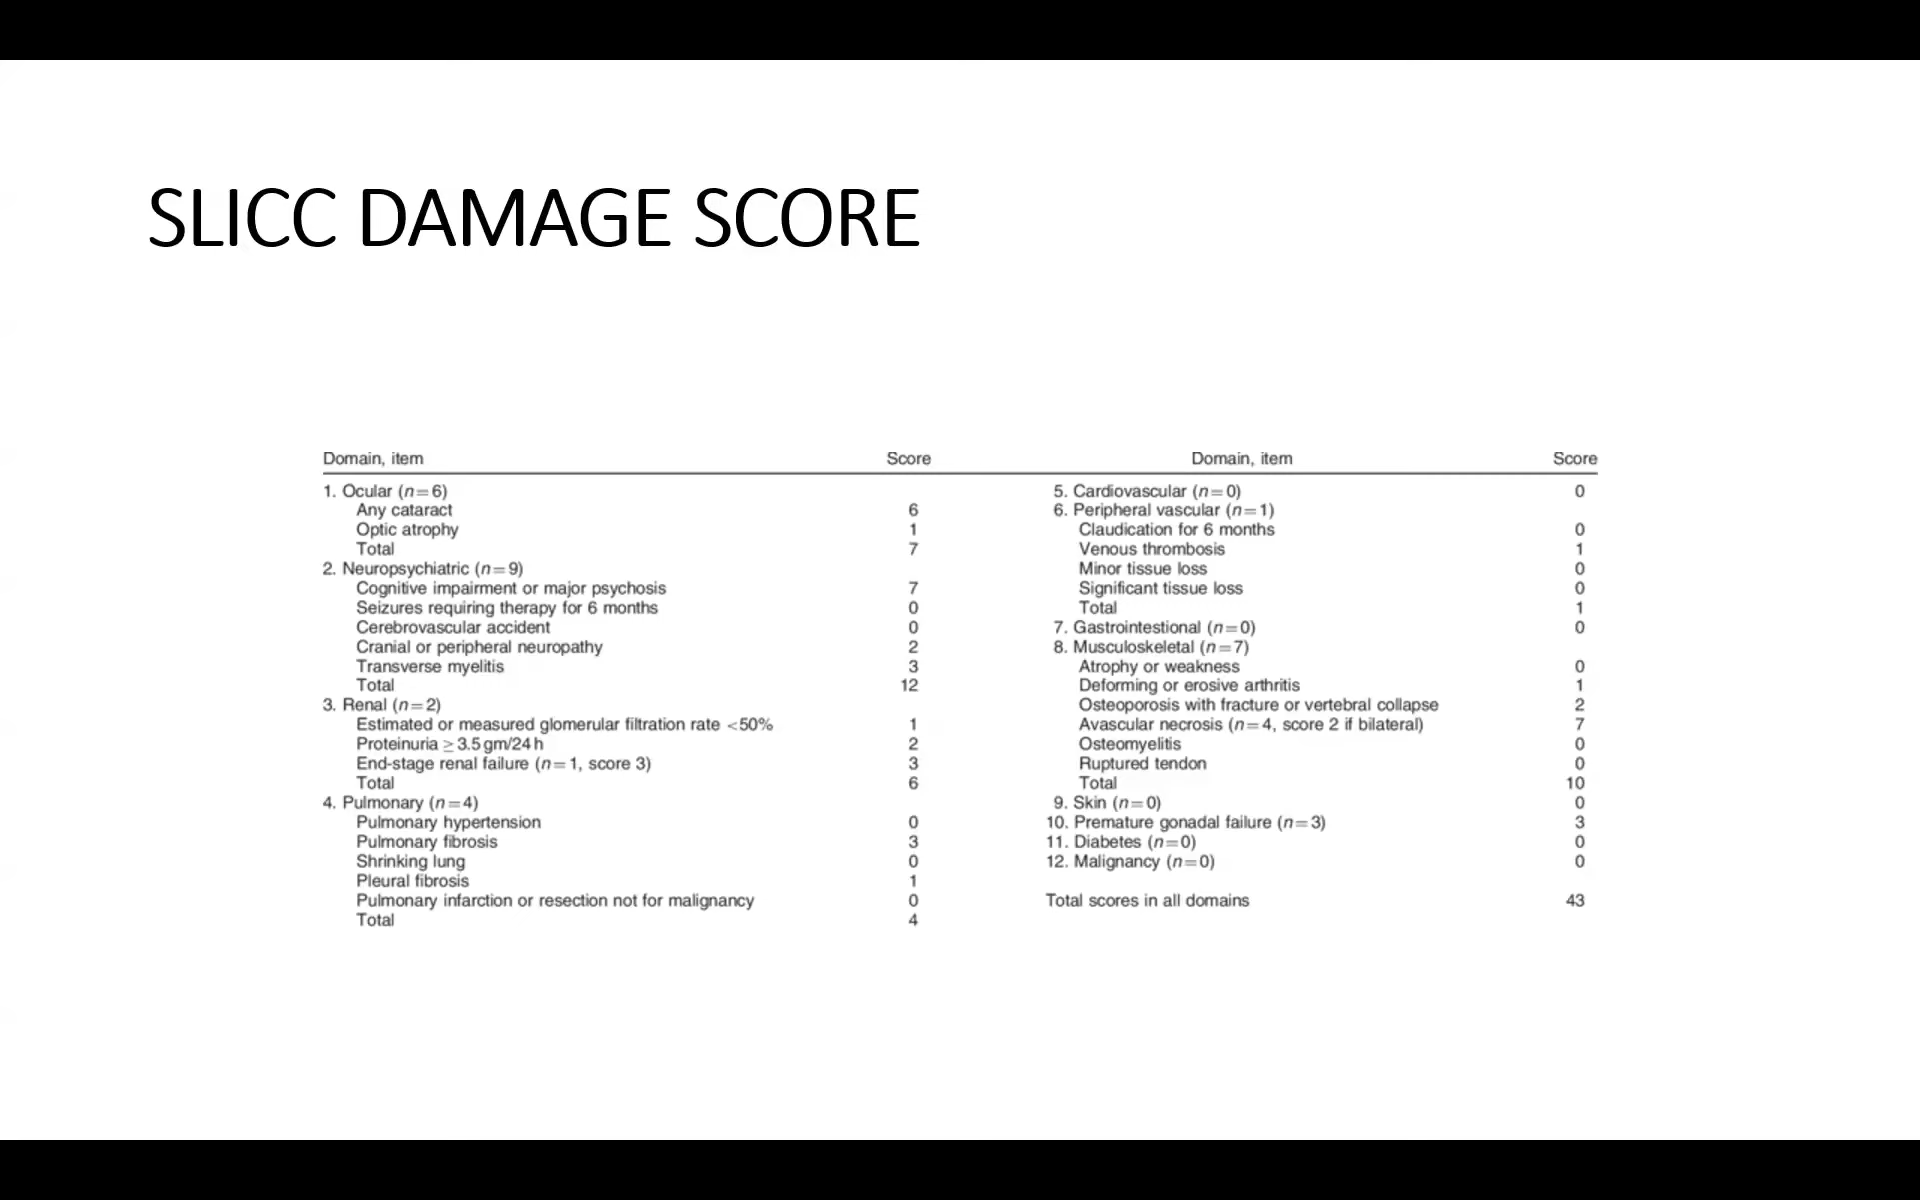 SLICC DAMAGE SCORE
Domain, item Score
1. Ocular (n=6)
Any cataract 6
Optic atrophy 1
Total 7
2. Neuropsychiatric (n=9)
Cognitive impairment or major psychosis 7
Seizures requiring therapy for 6 months 0
Cerebrovascular accident 0
Cranial or peripheral neuropathy 2
Transverse myelitis 3
Total 12
3. Renal (n=2)
Estimated or measured glomerular filtration rate <50% 1
Proteinuria ≥3.5gm/24h 2
End-stage renal failure (n=1, score 3) 3
Total 6
4. Pulmonary (n=4)
Pulmonary hypertension 0
Pulmonary fibrosis 3
Shrinking lung 0
Pleural fibrosis 1
Pulmonary infarction or resection not for malignancy 0
Total 4
Domain, item Score
5. Cardiovascular (n=0) 0
6. Peripheral vascular (n=1)
Claudication for 6 months 0
Venous thrombosis 1
Minor tissue loss 0
Significant tissue loss 0
Total 1
7. Gastrointestional (n=0) 0
8. Musculoskeletal (n=7)
Atrophy or weakness 0
Deforming or erosive arthritis 1
Osteoporosis with fracture or vertebral collapse 2
Avascular necrosis (n=4, score 2 if bilateral) 7
Osteomyelitis 0
Ruptured tendon 0
Total 10
9. Skin (n=0) 0
10. Premature gonadal failure (n=3) 3
11. Diabetes (n=0) 0
12. Malignancy (n=0) 0
Total scores in all domains 43